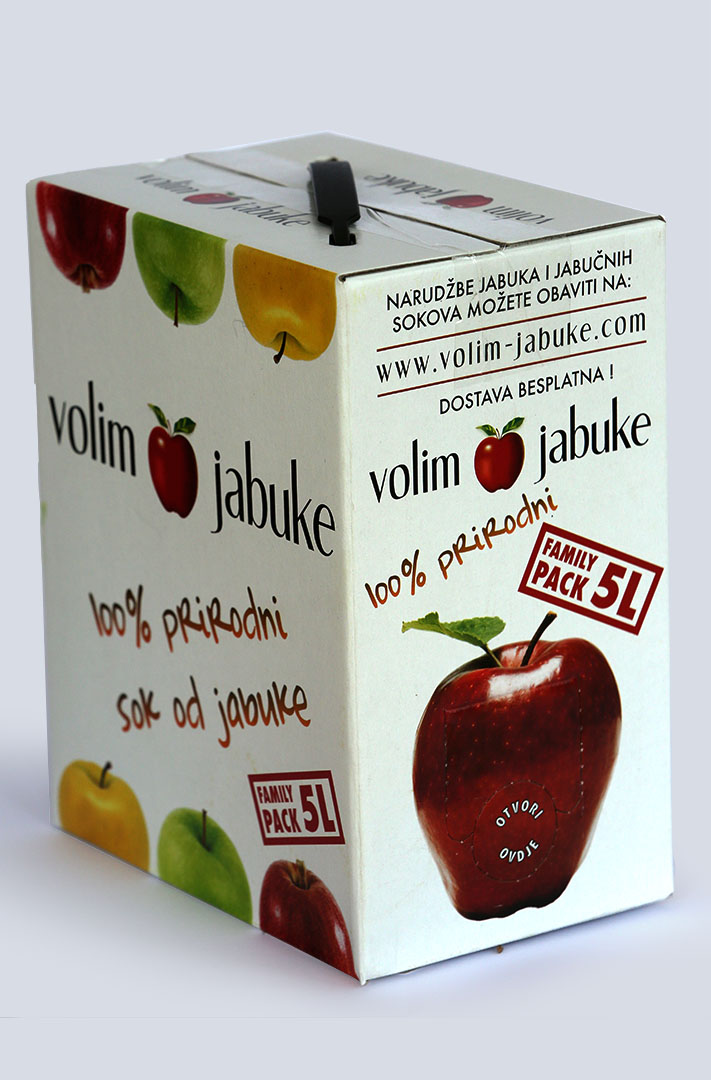 volim jabuke
volim jabuke
NARUDŽBE JABUKA I JABUČNIH
SOKOVA MOŽETE OBAVITI NA:
www.volim-jabuke.com
DOSTAVA BESPLATNA !
volim jabuke
100% prirodni
FAMILY
PACK 5L
OTVORI
OVDJE
volim jabuke
100% prirodni
sok od jabuke
FAMILY
PACK 5L